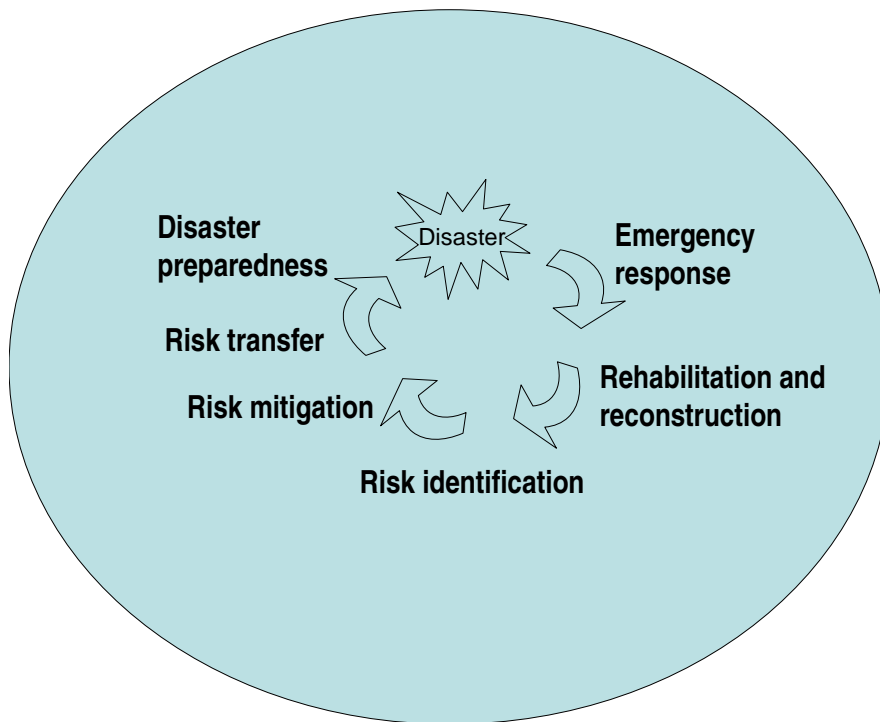 Disaster
Emergency
response
Rehabilitation and
reconstruction
Risk identification
Risk mitigation
Risk transfer
Disaster
preparedness